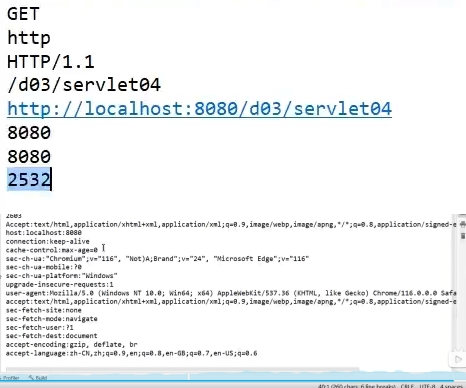 GET
http
HTTP/1.1
/d03/servlet04
http://localhost:8080/d03/servlet04
8080
8080
2532
2603
Accept:text/html,application/xhtml+xml,application/xml;q=0.9,image/webp,image/apng,*/*;q=0.8,application/signed-e
host:localhost:8080
connection:keep-alive
cache-control:max-age=0
sec-ch-ua:"Chromium";v="116", "Not)A;Brand";v="24", "Microsoft Edge";v="116"
sec-ch-ua-mobile:?0
sec-ch-ua-platform:"Windows"
upgrade-insecure-requests:1
user-agent:Mozilla/5.0 (Windows NT 10.0; Win64; x64) AppleWebKit/537.36 (KHTML, like Gecko) Chrome/116.0.0.0 Safa
accept:text/html,application/xhtml+xml,application/xml;q=0.9,image/webp,image/apng,*/*;q=0.8,application/signed-e
sec-fetch-site:none
sec-fetch-mode:navigate
sec-fetch-user:?1
sec-fetch-dest:document
accept-encoding:gzip, deflate, br
accept-language:zh-CN,zh;q=0.9,en;q=0.8,en-GB;q=0.7,en-US;q=0.6
Profiler Build
(260 chars, 6 line breaks) CRLF UTF-8 4 spaces